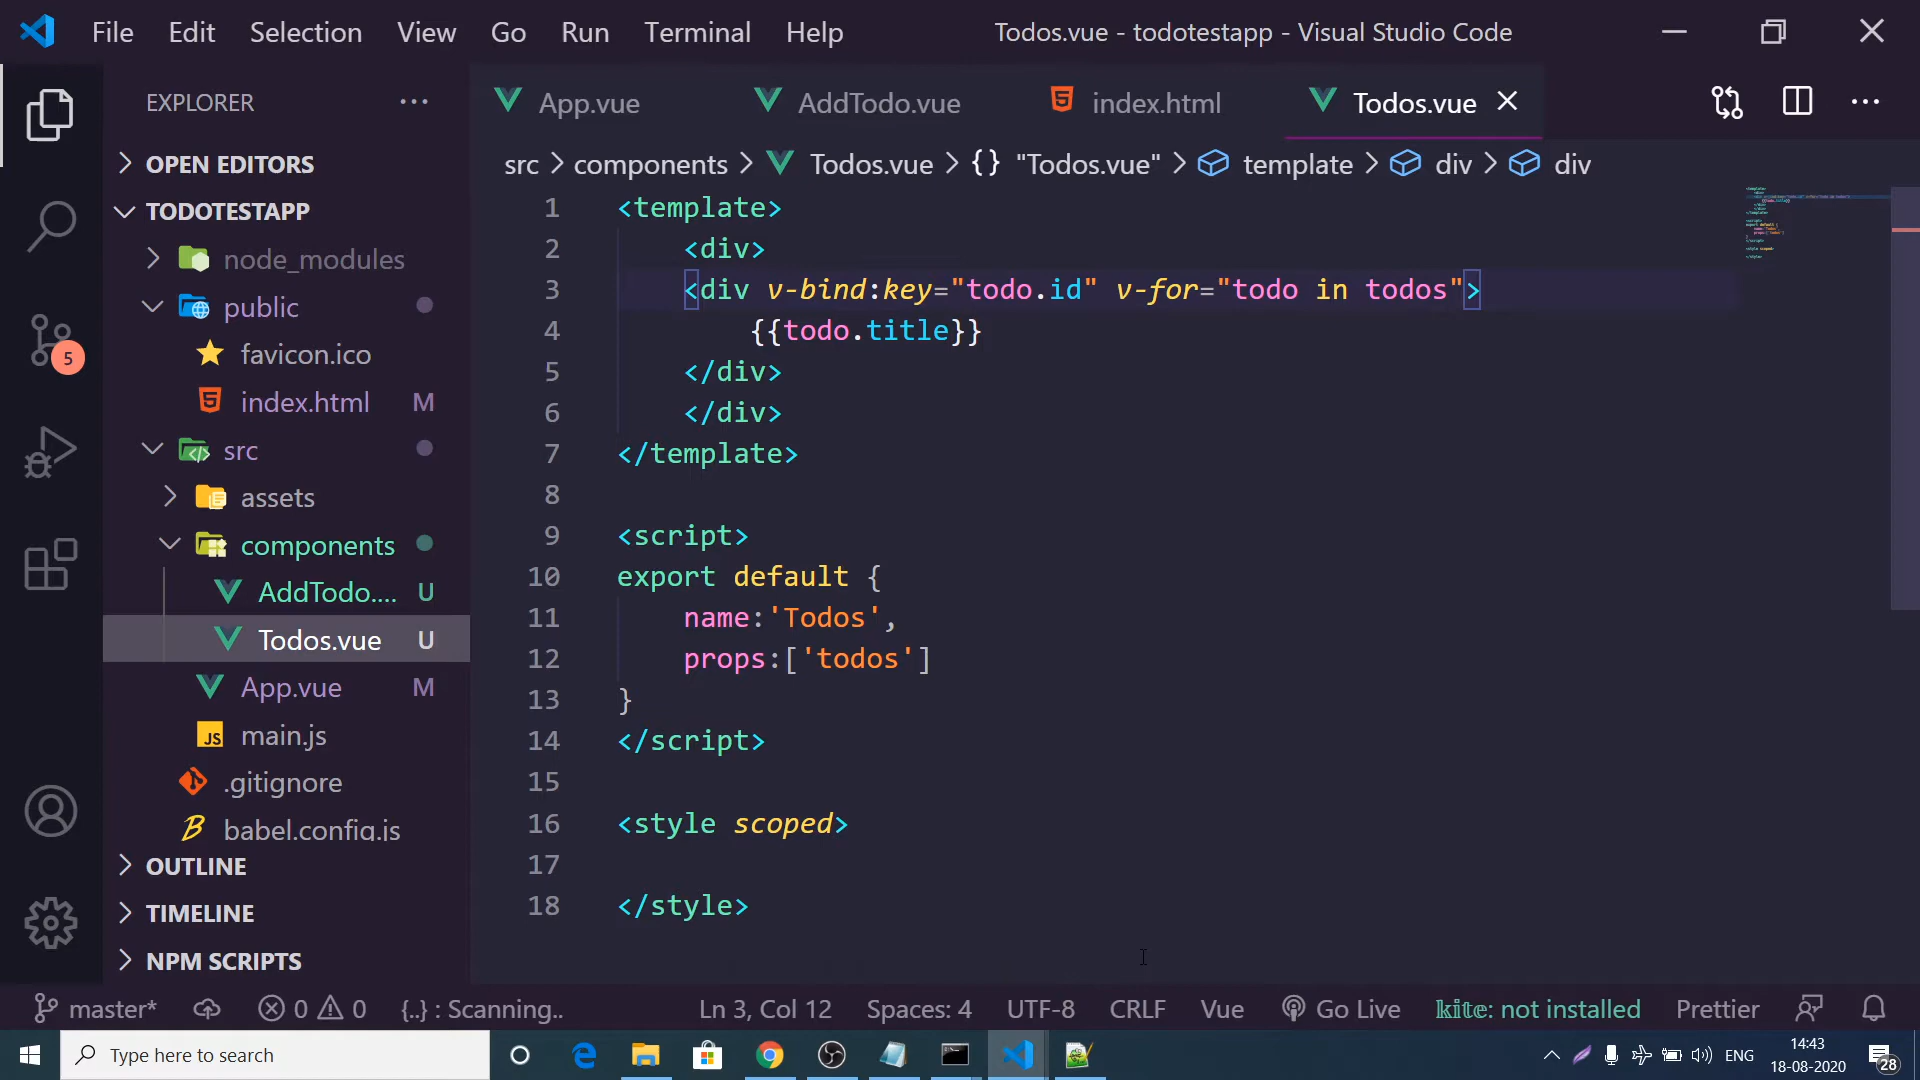 File Edit Selection View Go Run Terminal Help Todos.vue - todotestapp - Visual Studio Code
EXPLORER
App.vue AddTodo.vue index.html Todos.vue
src > components > Todos.vue > {} "Todos.vue" > template > div > div
OPEN EDITORS
TODOTESTAPP
node_modules
public
favicon.ico
index.html M
src
assets
components
AddTodo.... U
Todos.vue U
App.vue M
main.js
JS
.gitignore
babel.config.js
OUTLINE
TIMELINE
NPM SCRIPTS
5
1 <template>
2 <div>
3 <div v-bind:key="todo.id" v-for="todo in todos">
4 {{todo.title}}
5 </div>
6 </div>
7 </template>
8
9 <script>
10 export default {
11 name:'Todos',
12 props:['todos']
13 }
14 </script>
15
16 <style scoped>
17
18 </style>
master* 0 0 {..} : Scanning.. Ln 3, Col 12 Spaces: 4 UTF-8 CRLF Vue Go Live kite: not installed Prettier
Type here to search
ENG
14:43
18-08-2020
28